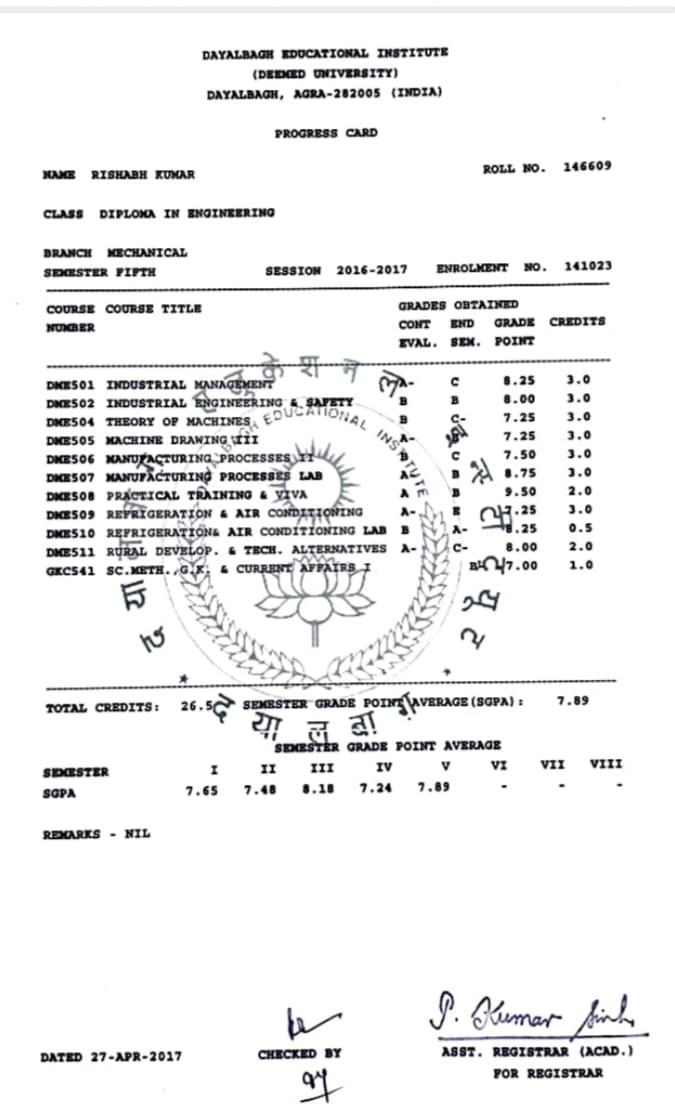 DAYALBAGH EDUCATIONAL INSTITUTE
(DEEMED UNIVERSITY)
DAYALBAGH, AGRA-282005 (INDIA)
PROGRESS CARD
NAME RISHABH KUMAR ROLL NO. 146609
CLASS DIPLOMA IN ENGINEERING
BRANCH MECHANICAL
SEMESTER FIFTH SESSION 2016-2017 ENROLMENT NO. 141023
COURSE COURSE TITLE GRADES OBTAINED
NUMBER CONT END GRADE CREDITS
EVAL. SEM. POINT
DME501 INDUSTRIAL MANAGEMENT A- C 8.25 3.0
DME502 INDUSTRIAL ENGINEERING & SAFETY B B 8.00 3.0
DME504 THEORY OF MACHINES B C- 7.25 3.0
DME505 MACHINE DRAWING III A- 7.25 3.0
DME506 MANUFACTURING PROCESSES II B C 7.50 3.0
DME507 MANUFACTURING PROCESSES LAB A B 8.75 3.0
DME508 PRACTICAL TRAINING & VIVA A B 9.50 2.0
DME509 REFRIGERATION & AIR CONDITIONING A- E 7.25 3.0
DME510 REFRIGERATION& AIR CONDITIONING LAB B A- 8.25 0.5
DME511 RURAL DEVELOP. & TECH. ALTERNATIVES A- C- 8.00 2.0
GKC541 SC.METH.,G.K. & CURRENT AFFAIRS I 7.00 1.0
DAYALBAGH EDUCATIONAL INSTITUTE
TOTAL CREDITS: 26.5 SEMESTER GRADE POINT AVERAGE(SGPA): 7.89
SEMESTER GRADE POINT AVERAGE
SEMESTER I II III IV V VI VII VIII
SGPA 7.65 7.48 8.18 7.24 7.89 - - -
REMARKS - NIL
P. Kumar Sinh
DATED 27-APR-2017 CHECKED BY ASST. REGISTRAR (ACAD.)
FOR REGISTRAR